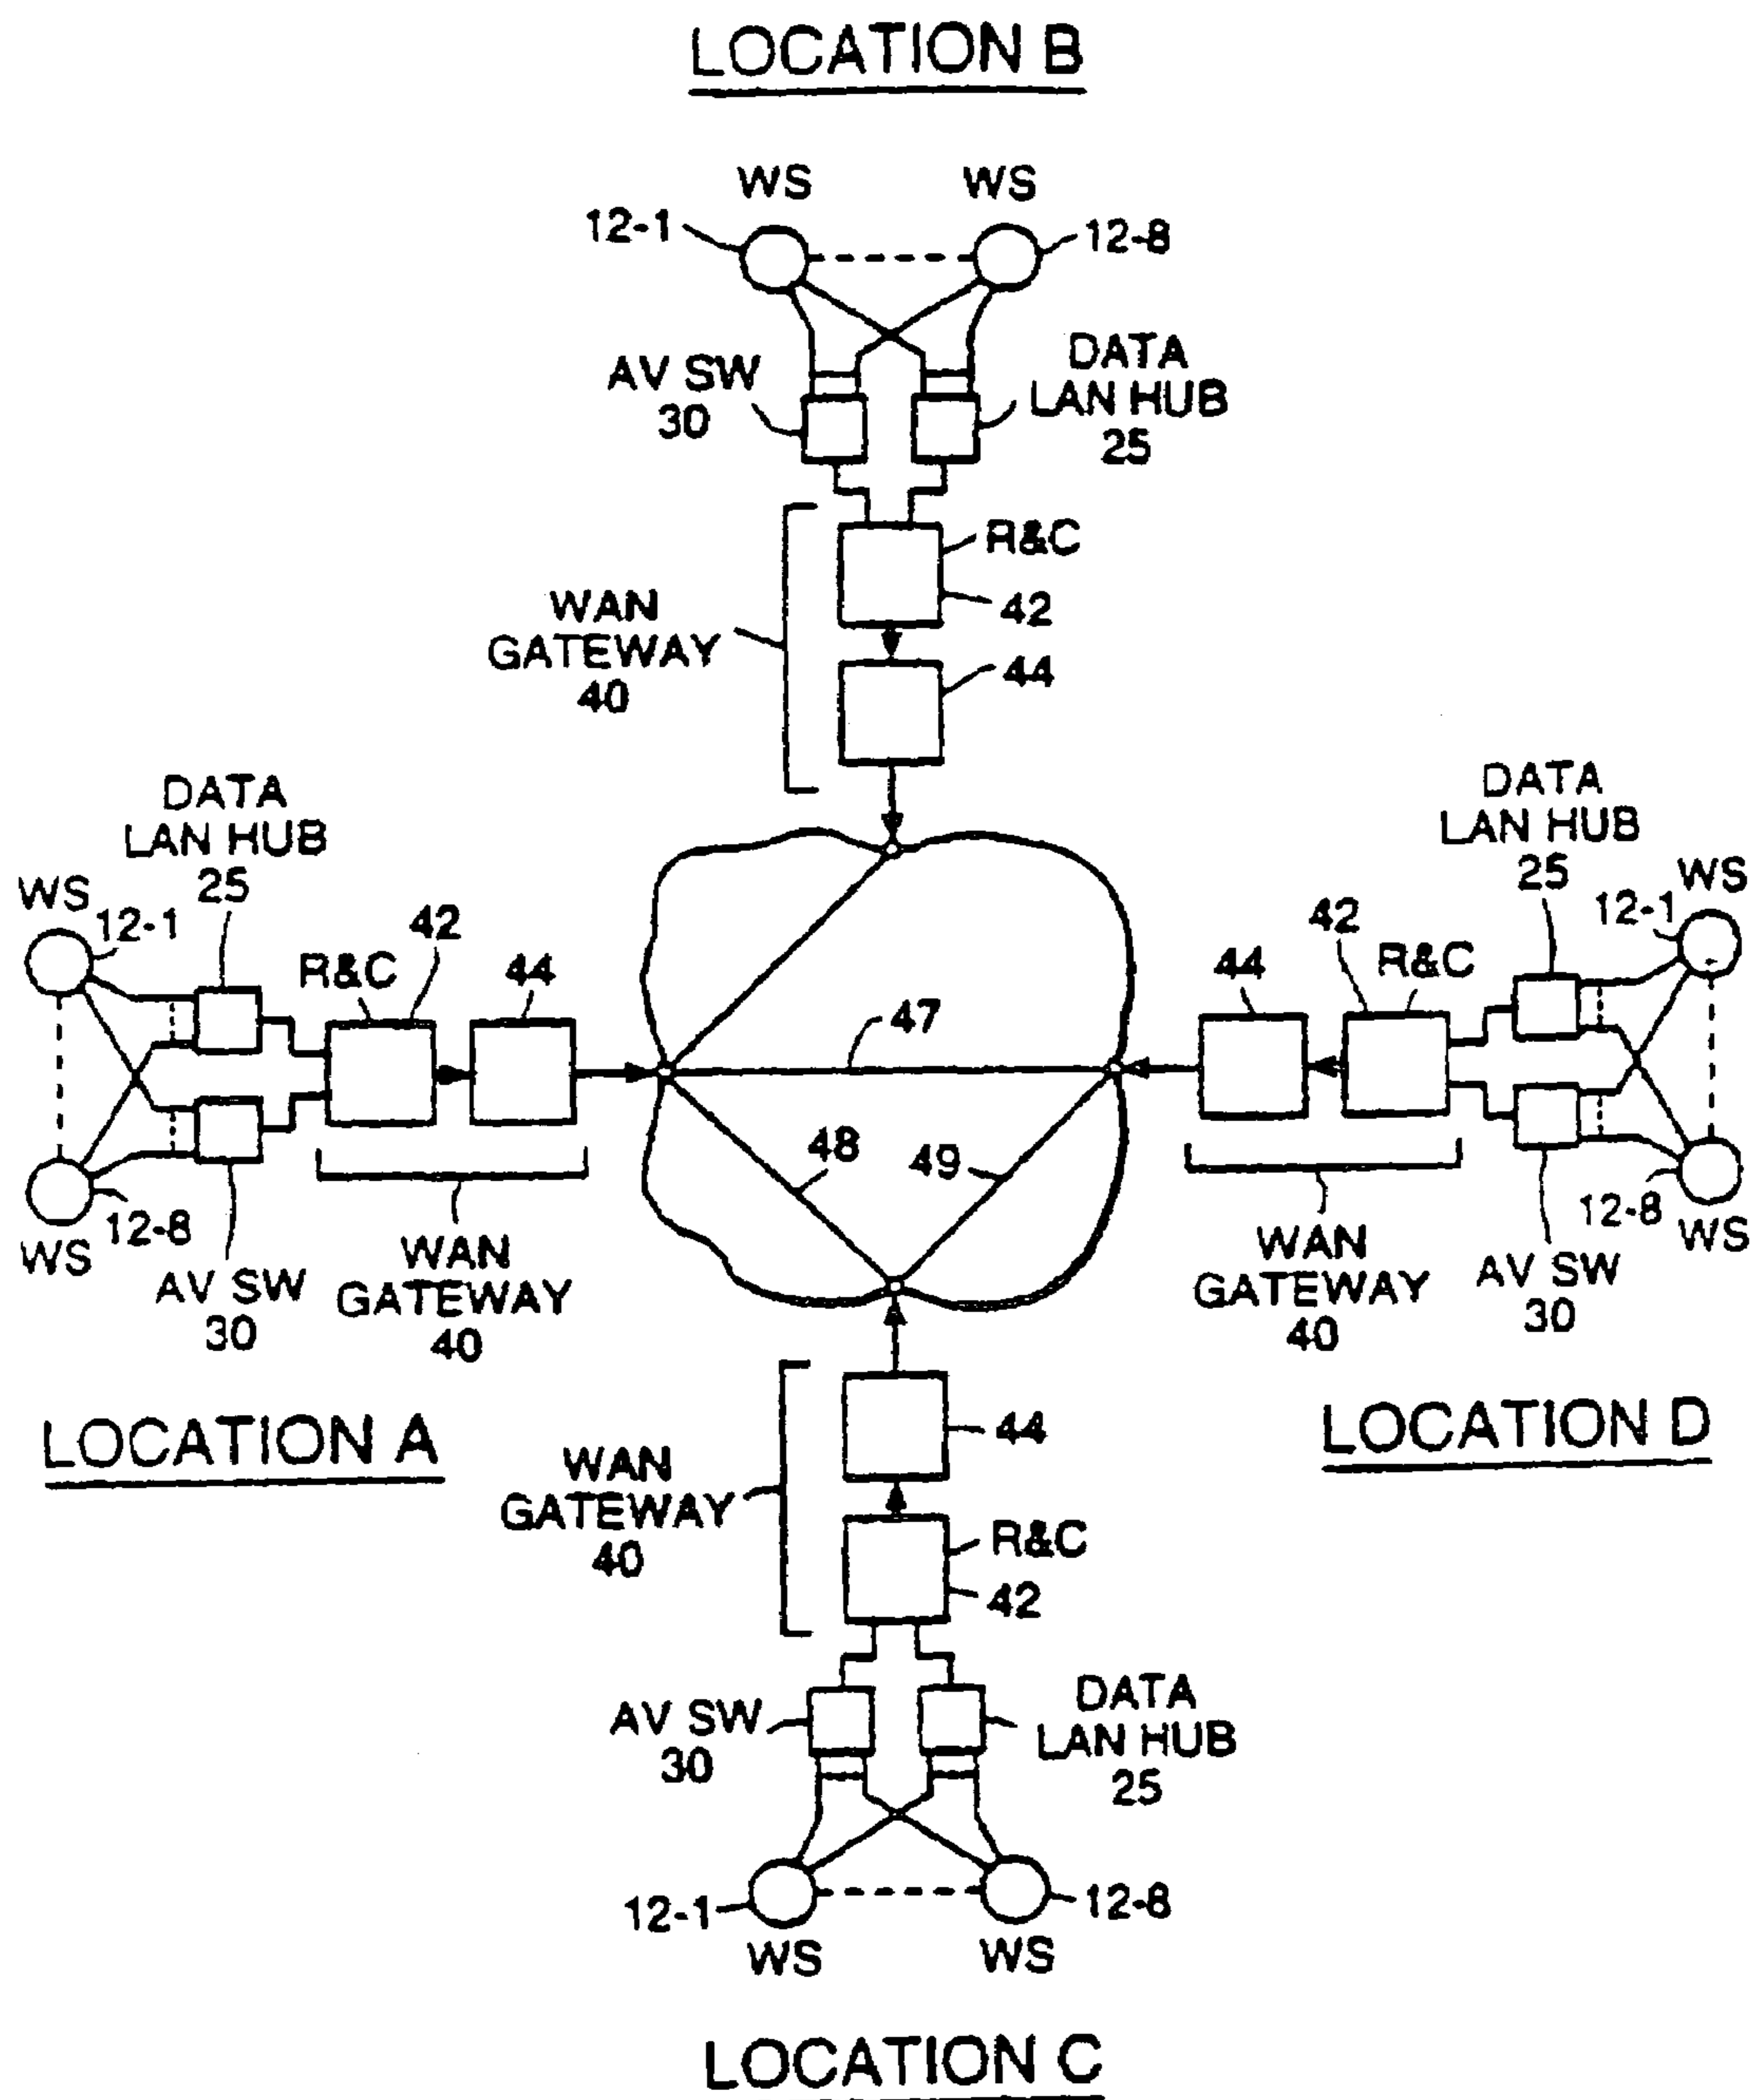 LOCATION B
WS WS
12-1 12-8
AV SW
30
DATA
LAN HUB
25
R&C
42
WAN
GATEWAY
40
44
DATA
LAN HUB
25
WS
12-1
R&C
42
44
12-8
WS
AV SW
30
WAN
GATEWAY
40
LOCATION A
47
48
49
DATA
LAN HUB
25
WS
12-1
42
R&C
44
12-8
WS
AV SW
30
WAN
GATEWAY
40
LOCATION D
44
WAN
GATEWAY
40
R&C
42
AV SW
30
DATA
LAN HUB
25
12-1 12-8
WS WS
LOCATION C